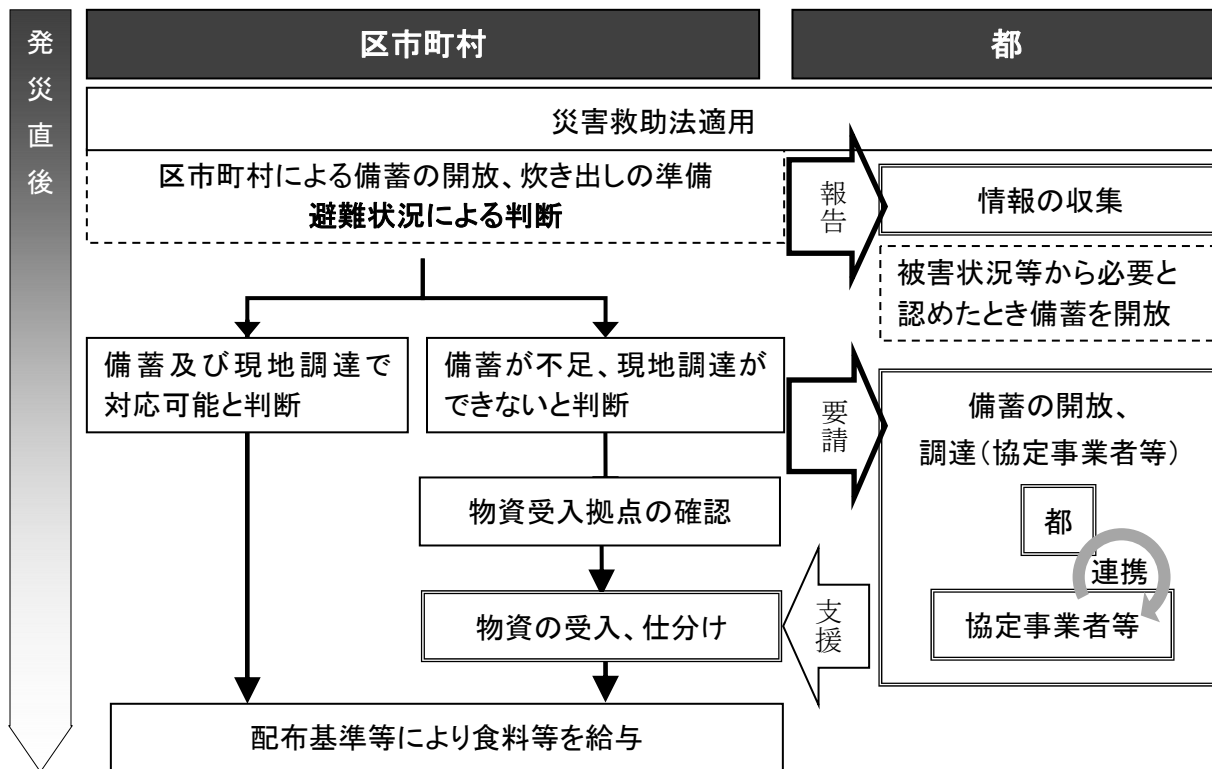 発災直後
区市町村
都
災害救助法適用
区市町村による備蓄の開放、炊き出しの準備
避難状況による判断
報告
情報の収集
被害状況等から必要と
認めたとき備蓄を開放
備蓄及び現地調達で
対応可能と判断
備蓄が不足、現地調達が
できないと判断
要請
備蓄の開放、
調達(協定事業者等)
都
連携
協定事業者等
物資受入拠点の確認
物資の受入、仕分け
支援
配布基準等により食料等を給与